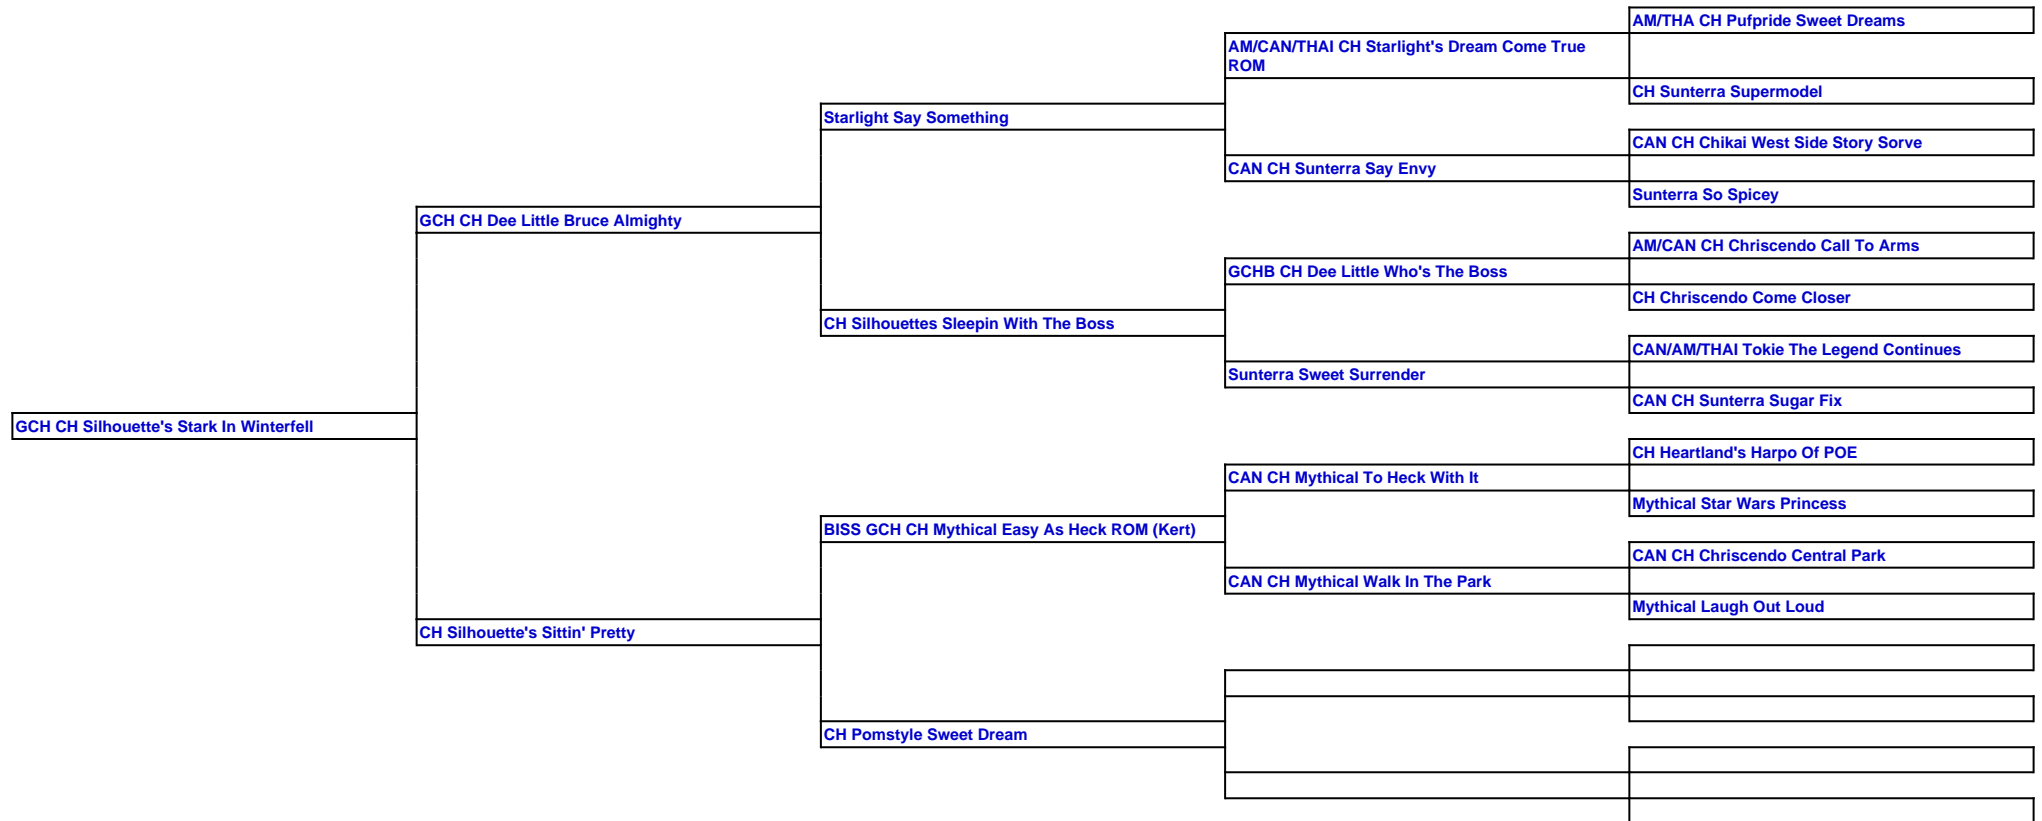 AM/THA CH Pufpride Sweet Dreams
AM/CAN/THAI CH Starlight's Dream Come True
ROM
CH Sunterra Supermodel
Starlight Say Something
CAN CH Chikai West Side Story Sorve
CAN CH Sunterra Say Envy
Sunterra So Spicey
GCH CH Dee Little Bruce Almighty
AM/CAN CH Chriscendo Call To Arms
GCHB CH Dee Little Who's The Boss
CH Chriscendo Come Closer
CH Silhouettes Sleepin With The Boss
CAN/AM/THAI Tokie The Legend Continues
Sunterra Sweet Surrender
CAN CH Sunterra Sugar Fix
GCH CH Silhouette's Stark In Winterfell
CH Heartland's Harpo Of POE
CAN CH Mythical To Heck With It
Mythical Star Wars Princess
BISS GCH CH Mythical Easy As Heck ROM (Kert)
CAN CH Chriscendo Central Park
CAN CH Mythical Walk In The Park
Mythical Laugh Out Loud
CH Silhouette's Sittin' Pretty
CH Pomstyle Sweet Dream